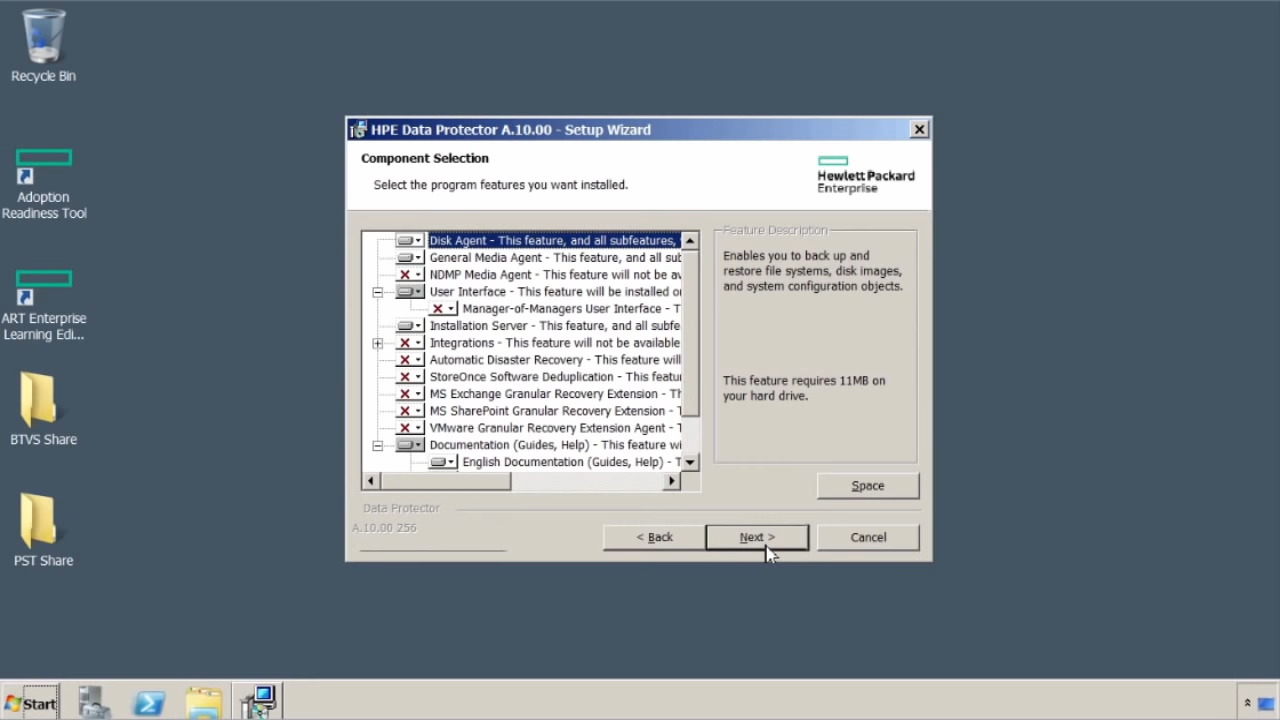 Recycle Bin
Adoption
Readiness Tool
ART Enterprise
Learning Edi...
BTVS Share
PST Share
HPE Data Protector A.10.00 - Setup Wizard
Component Selection
Select the program features you want installed.
Hewlett Packard
Enterprise
Disk Agent - This feature, and all subfeatures,
General Media Agent - This feature, and all sub
NDMP Media Agent - This feature will not be av
User Interface - This feature will be installed o
Manager-of-Managers User Interface - T
Installation Server - This feature, and all subfe
Integrations - This feature will not be available
Automatic Disaster Recovery - This feature will
StoreOnce Software Deduplication - This featu
MS Exchange Granular Recovery Extension - Th
MS SharePoint Granular Recovery Extension - T
VMware Granular Recovery Extension Agent - T
Documentation (Guides, Help) - This feature wi
English Documentation (Guides, Help) - T
Feature Description
Enables you to back up and
restore file systems, disk images,
and system configuration objects.
This feature requires 11MB on
your hard drive.
Space
Data Protector
A.10.00 256
< Back
Next >
Cancel
Start